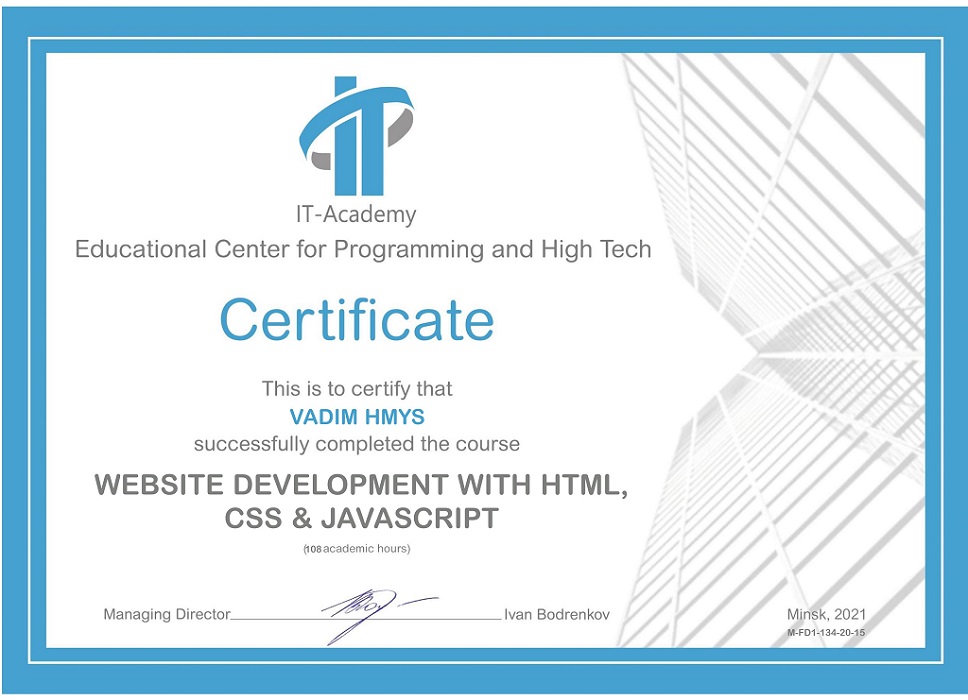 IT-Academy
Educational Center for Programming and High Tech
Certificate
This is to certify that
VADIM HMYS
successfully completed the course
WEBSITE DEVELOPMENT WITH HTML,
CSS & JAVASCRIPT
(108 academic hours)
Managing Director Ivan Bodrenkov
Minsk, 2021
M-FD1-134-20-15